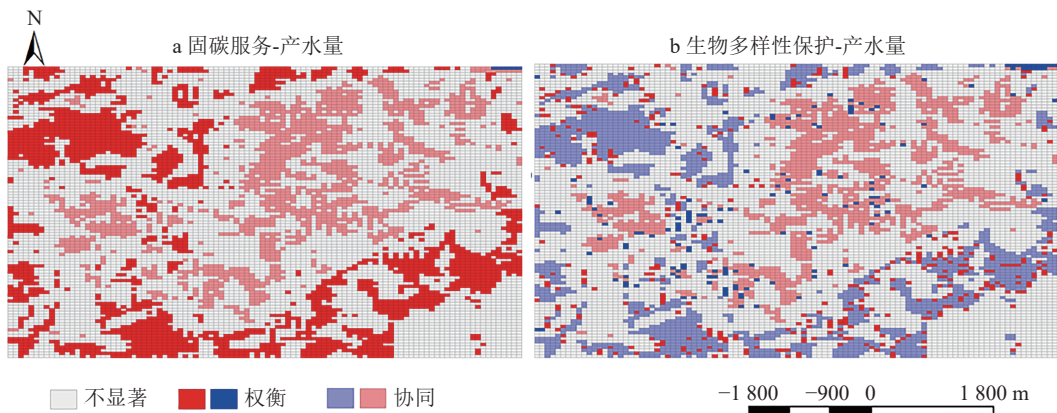 N
a 固碳服务-产水量
b 生物多样性保护-产水量
不显著 权衡 协同
−1 800 −900 0 1 800 m